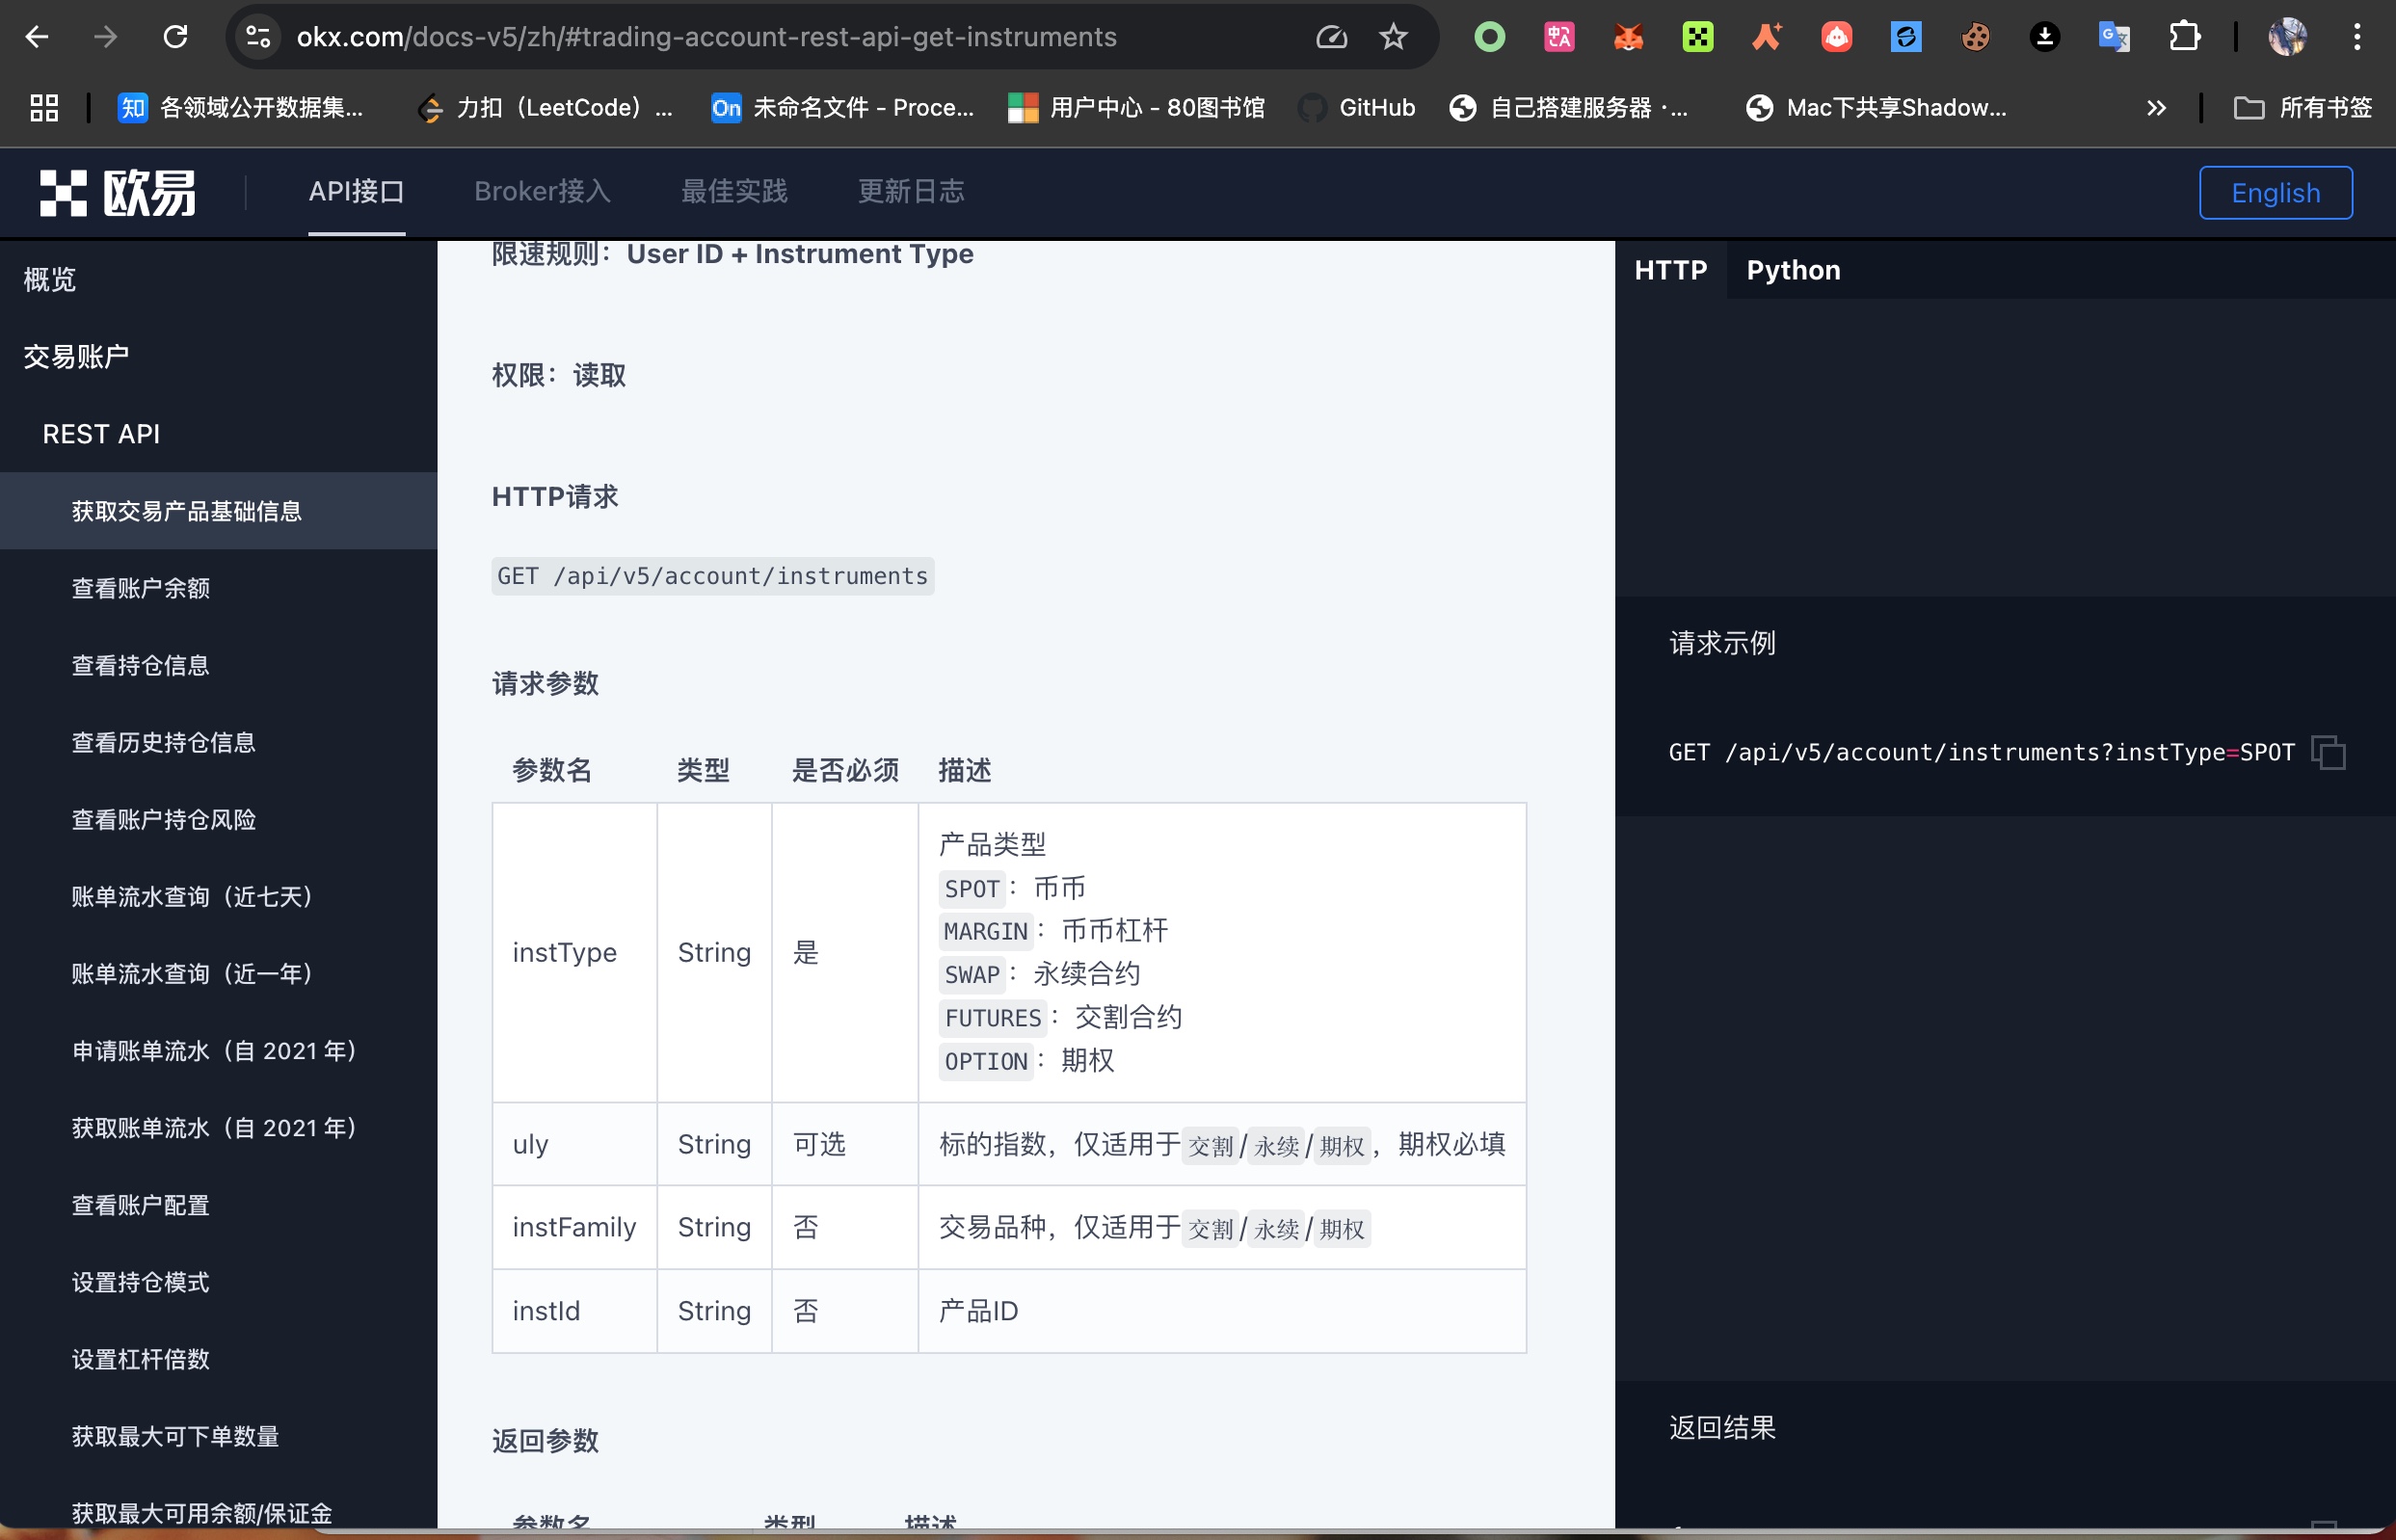 okx.com/docs-v5/zh/#trading-account-rest-api-get-instruments
知 各领域公开数据集...
力扣（LeetCode）...
On 未命名文件 - Proce...
用户中心 - 80图书馆
GitHub
自己搭建服务器 ·...
Mac下共享Shadow...
所有书签
欧易
API接口
Broker接入
最佳实践
更新日志
English
概览
交易账户
REST API
获取交易产品基础信息
查看账户余额
查看持仓信息
查看历史持仓信息
查看账户持仓风险
账单流水查询（近七天）
账单流水查询（近一年）
申请账单流水（自 2021 年）
获取账单流水（自 2021 年）
查看账户配置
设置持仓模式
设置杠杆倍数
获取最大可下单数量
获取最大可用余额/保证金
限速规则：User ID + Instrument Type
权限：读取
HTTP请求
GET /api/v5/account/instruments
请求参数
参数名 类型 是否必须 描述
instType String 是 产品类型
SPOT：币币
MARGIN：币币杠杆
SWAP：永续合约
FUTURES：交割合约
OPTION：期权
uly String 可选 标的指数，仅适用于交割/永续/期权，期权必填
instFamily String 否 交易品种，仅适用于交割/永续/期权
instId String 否 产品ID
返回参数
参数名 类型 描述
HTTP Python
请求示例
GET /api/v5/account/instruments?instType=SPOT
返回结果